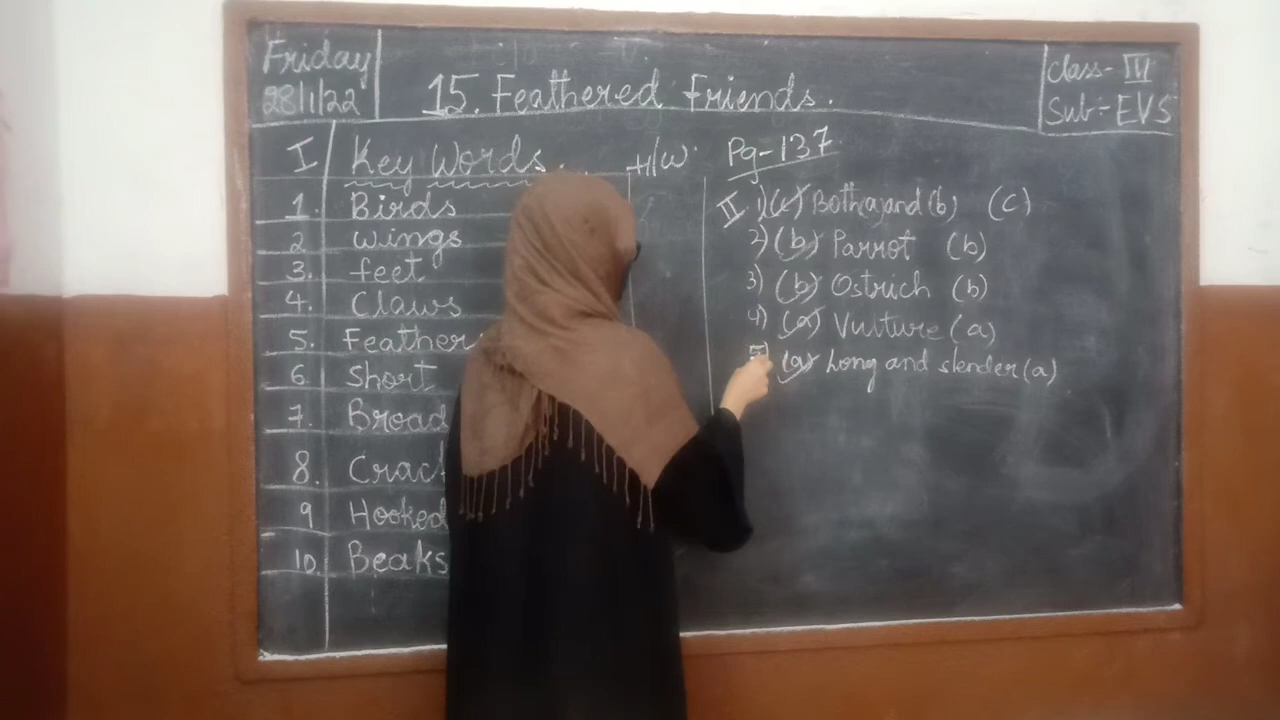 Friday
28/1/22
15. Feathered Friends.
Class- III
Sub:- EVS
I Key Words. H/W.
1. Birds
2 Wings
3. feet
4. Claws
5. Feather
6. Short
7. Broad
8. Crac
9 Hooked
10. Beaks
Pg-137
II 1) (c) Both (a) and (b) (c)
2) (b) Parrot (b)
3) (b) Ostrich (b)
4) (a) Vulture (a)
5) (a) Long and slender (a)